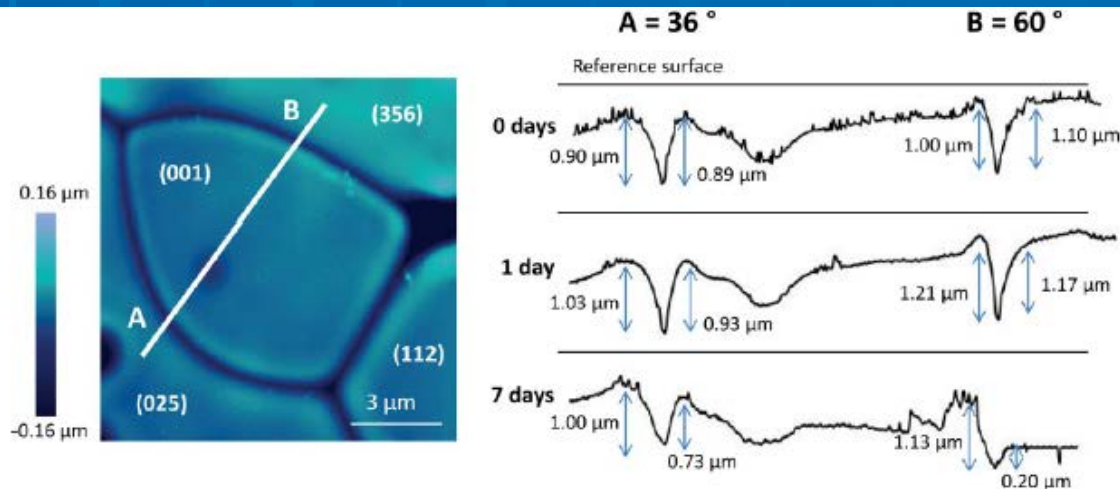 A = 36 °
B = 60°
Reference surface
0 days
0.90 µm
0.89 µm
1.00 µm
1.10 µm
B
(356)
(001)
0.16 µm
-0.16 µm
A
(025)
(112)
3 µm
1 day
1.03 µm
0.93 µm
1.21 µm
1.17 µm
7 days
1.00 µm
0.73 µm
1.13 µm
0.20 µm